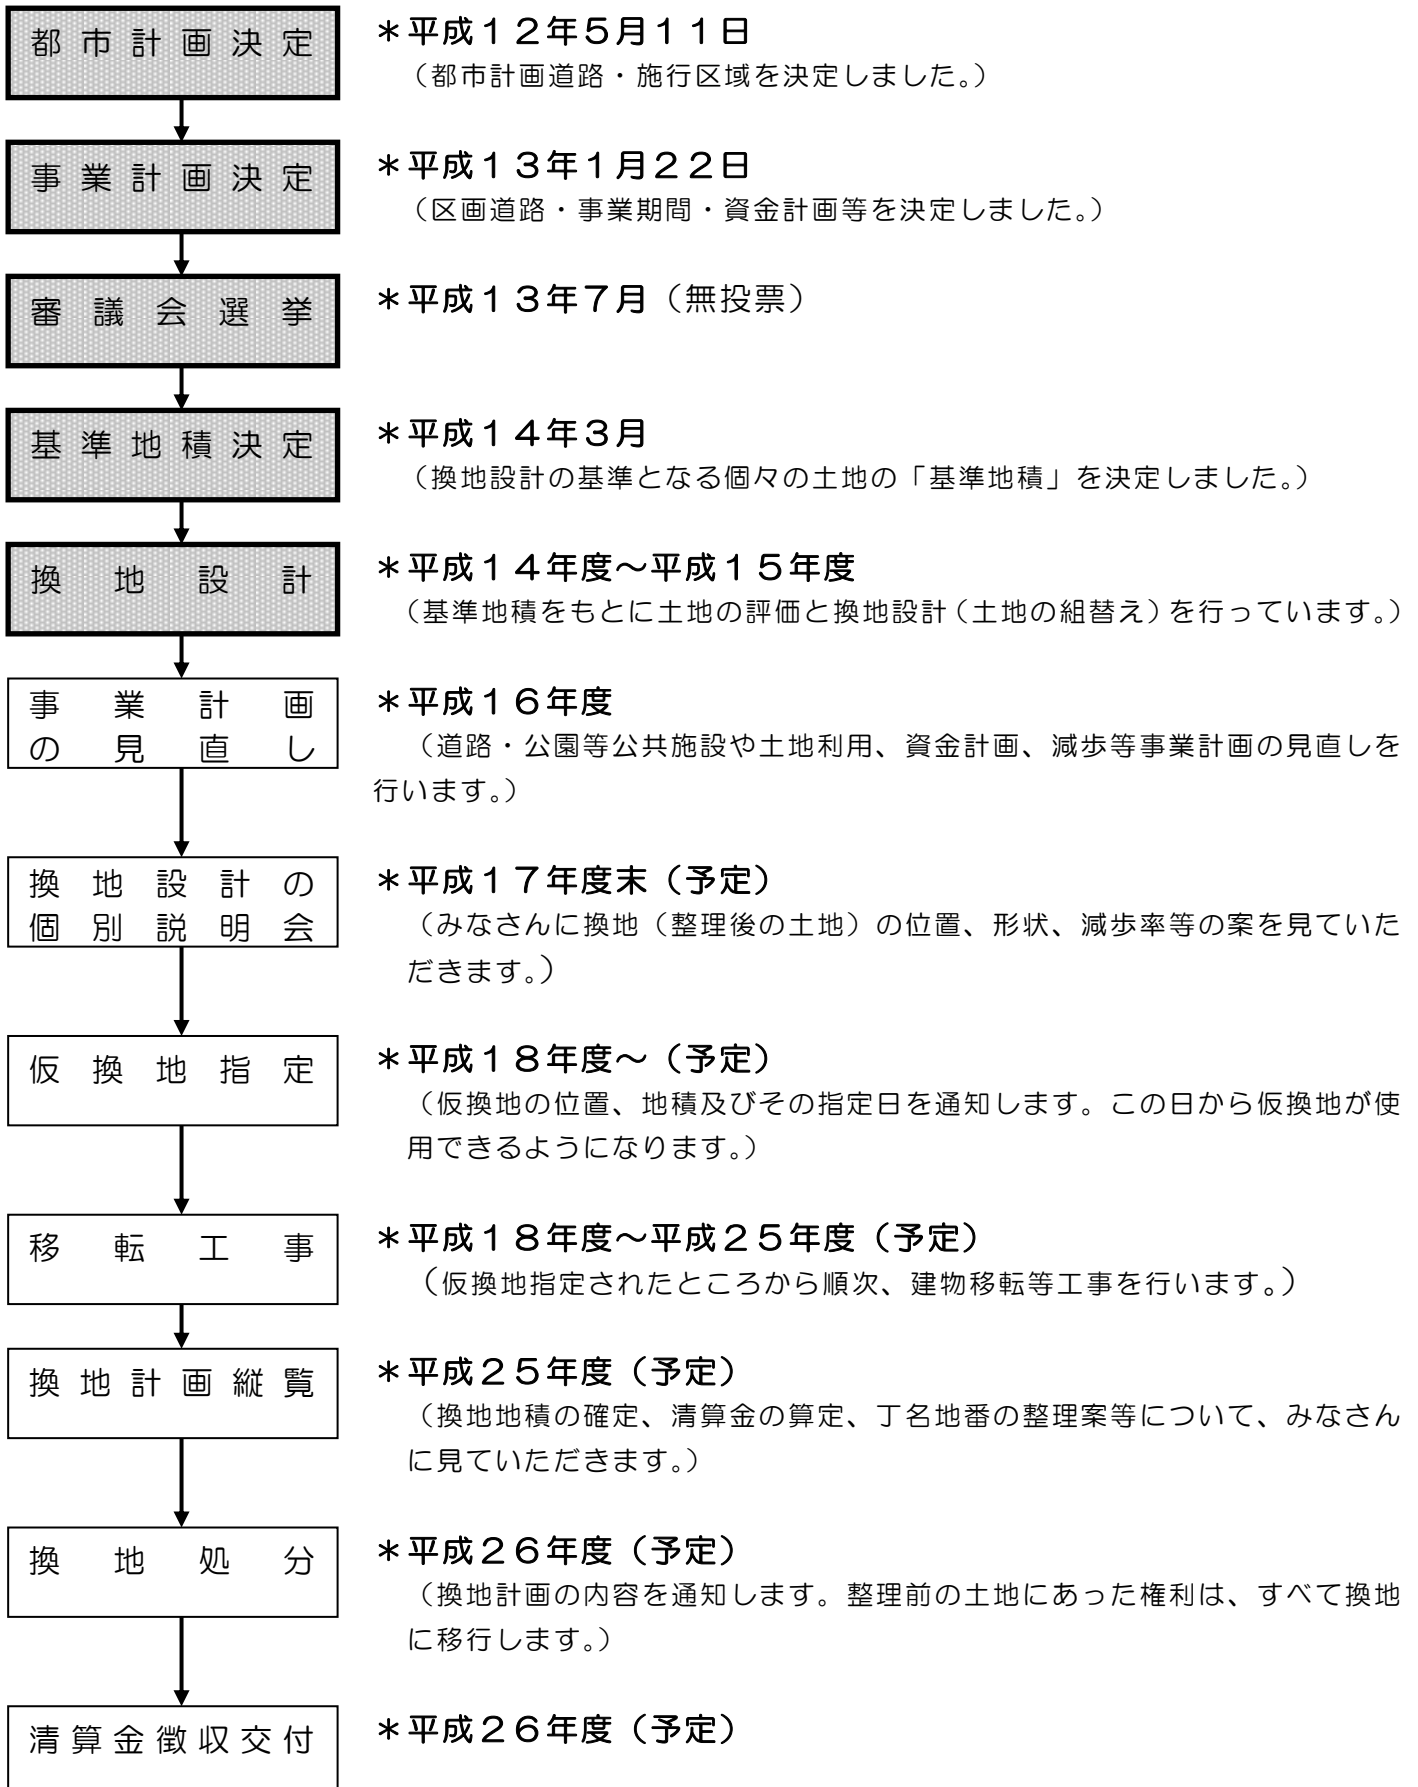 都市計画決定
＊平成１２年５月１１日
（都市計画道路・施行区域を決定しました。）
事業計画決定
＊平成１３年１月２２日
（区画道路・事業期間・資金計画等を決定しました。）
審議会選挙
＊平成１３年７月（無投票）
基準地積決定
＊平成１４年３月
（換地設計の基準となる個々の土地の「基準地積」を決定しました。）
換地設計
＊平成１４年度～平成１５年度
（基準地積をもとに土地の評価と換地設計（土地の組替え）を行っています。）
事業計画
の見直し
＊平成１６年度
（道路・公園等公共施設や土地利用、資金計画、減歩等事業計画の見直しを
行います。）
換地設計の
個別説明会
＊平成１７年度末（予定）
（みなさんに換地（整理後の土地）の位置、形状、減歩率等の案を見ていた
だきます。）
仮換地指定
＊平成１８年度～（予定）
（仮換地の位置、地積及びその指定日を通知します。この日から仮換地が使
用できるようになります。）
移転工事
＊平成１８年度～平成２５年度（予定）
（仮換地指定されたところから順次、建物移転等工事を行います。）
換地計画縦覧
＊平成２５年度（予定）
（換地地積の確定、清算金の算定、丁名地番の整理案等について、みなさん
に見ていただきます。）
換地処分
＊平成２６年度（予定）
（換地計画の内容を通知します。整理前の土地にあった権利は、すべて換地
に移行します。）
清算金徴収交付
＊平成２６年度（予定）